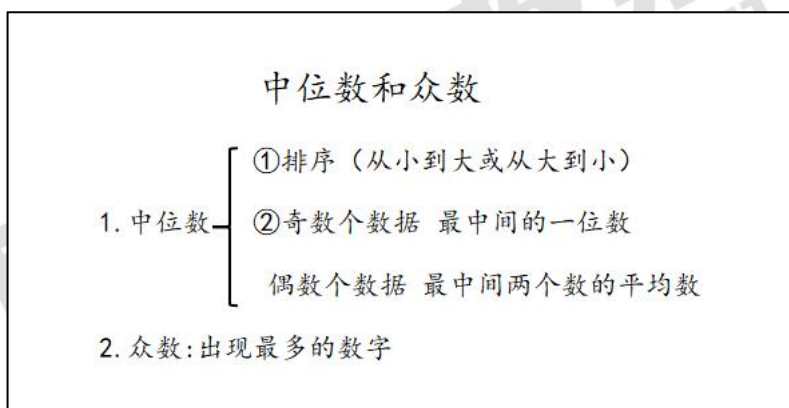 中位数和众数
①排序（从小到大或从大到小）
1.中位数
②奇数个数据 最中间的一位数
偶数个数据 最中间两个数的平均数
2.众数:出现最多的数字